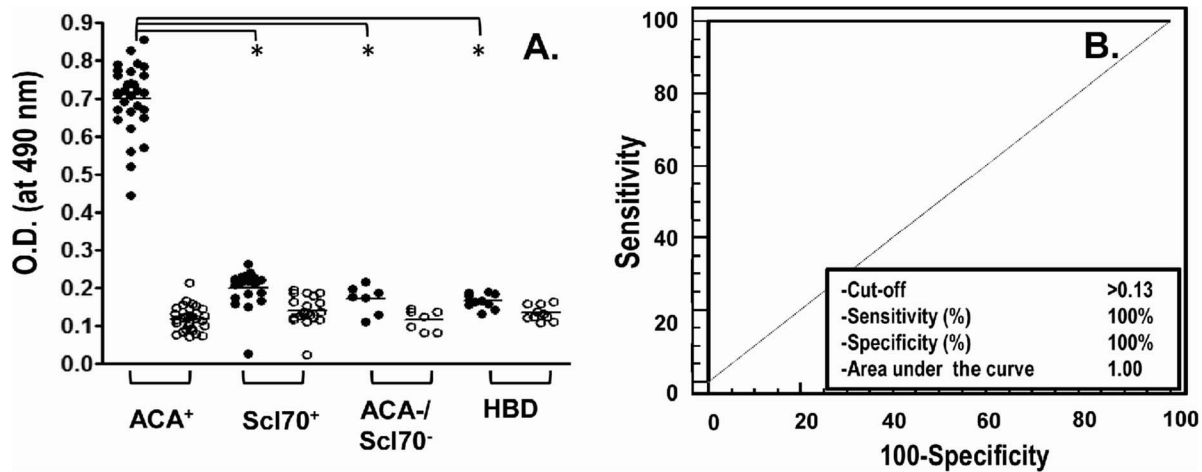 A.
O.D. (at 490 nm)
0.9
0.8
0.7
0.6
0.5
0.4
0.3
0.2
0.1
0.0
* * *
ACA⁺
Scl70⁺
ACA-/
Scl70⁻
HBD
B.
Sensitivity
100
80
60
40
20
0
0 20 40 60 80 100
100-Specificity
-Cut-off >0.13
-Sensitivity (%) 100%
-Specificity (%) 100%
-Area under the curve 1.00